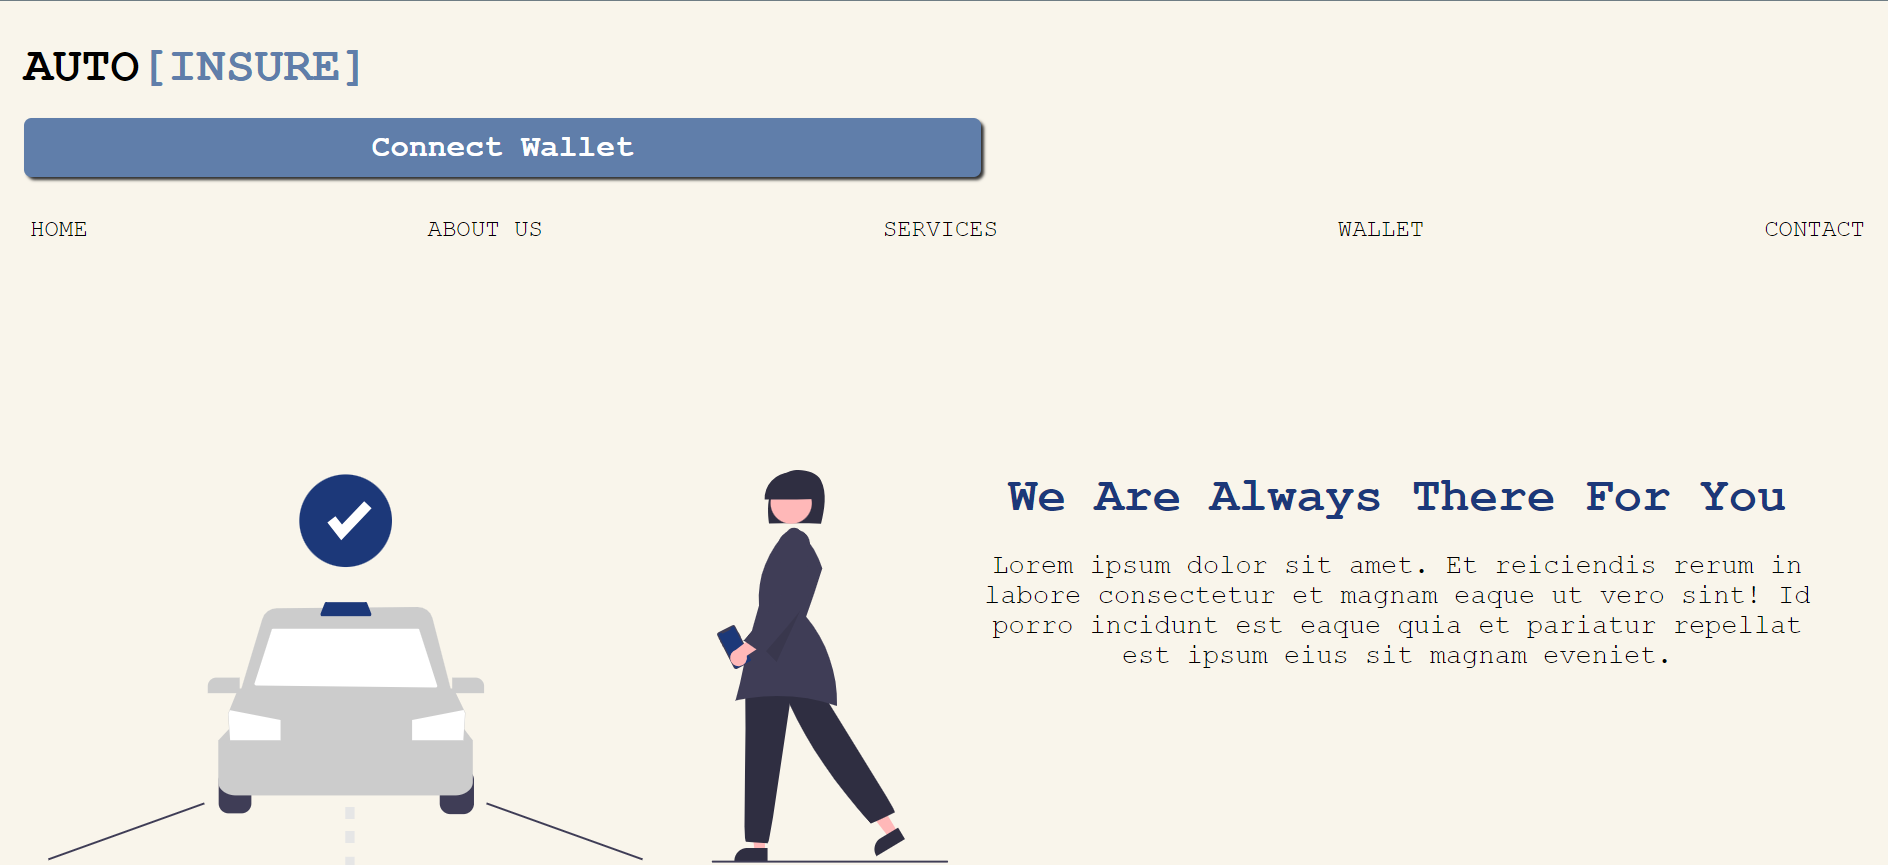 AUTO[INSURE]
Connect Wallet
HOME ABOUT US SERVICES WALLET CONTACT
We Are Always There For You
Lorem ipsum dolor sit amet. Et reiciendis rerum in
labore consectetur et magnam eaque ut vero sint! Id
porro incidunt est eaque quia et pariatur repellat
est ipsum eius sit magnam eveniet.